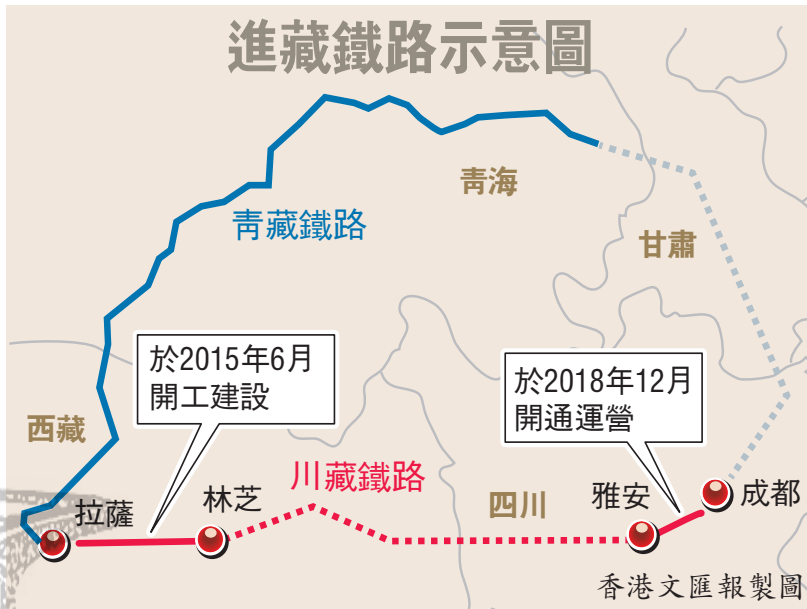 進藏鐵路示意圖
青海
青藏鐵路
甘肅
於2015年6月
開工建設
於2018年12月
開通運營
西藏
川藏鐵路
拉薩
林芝
四川
雅安
成都
香港文匯報製圖